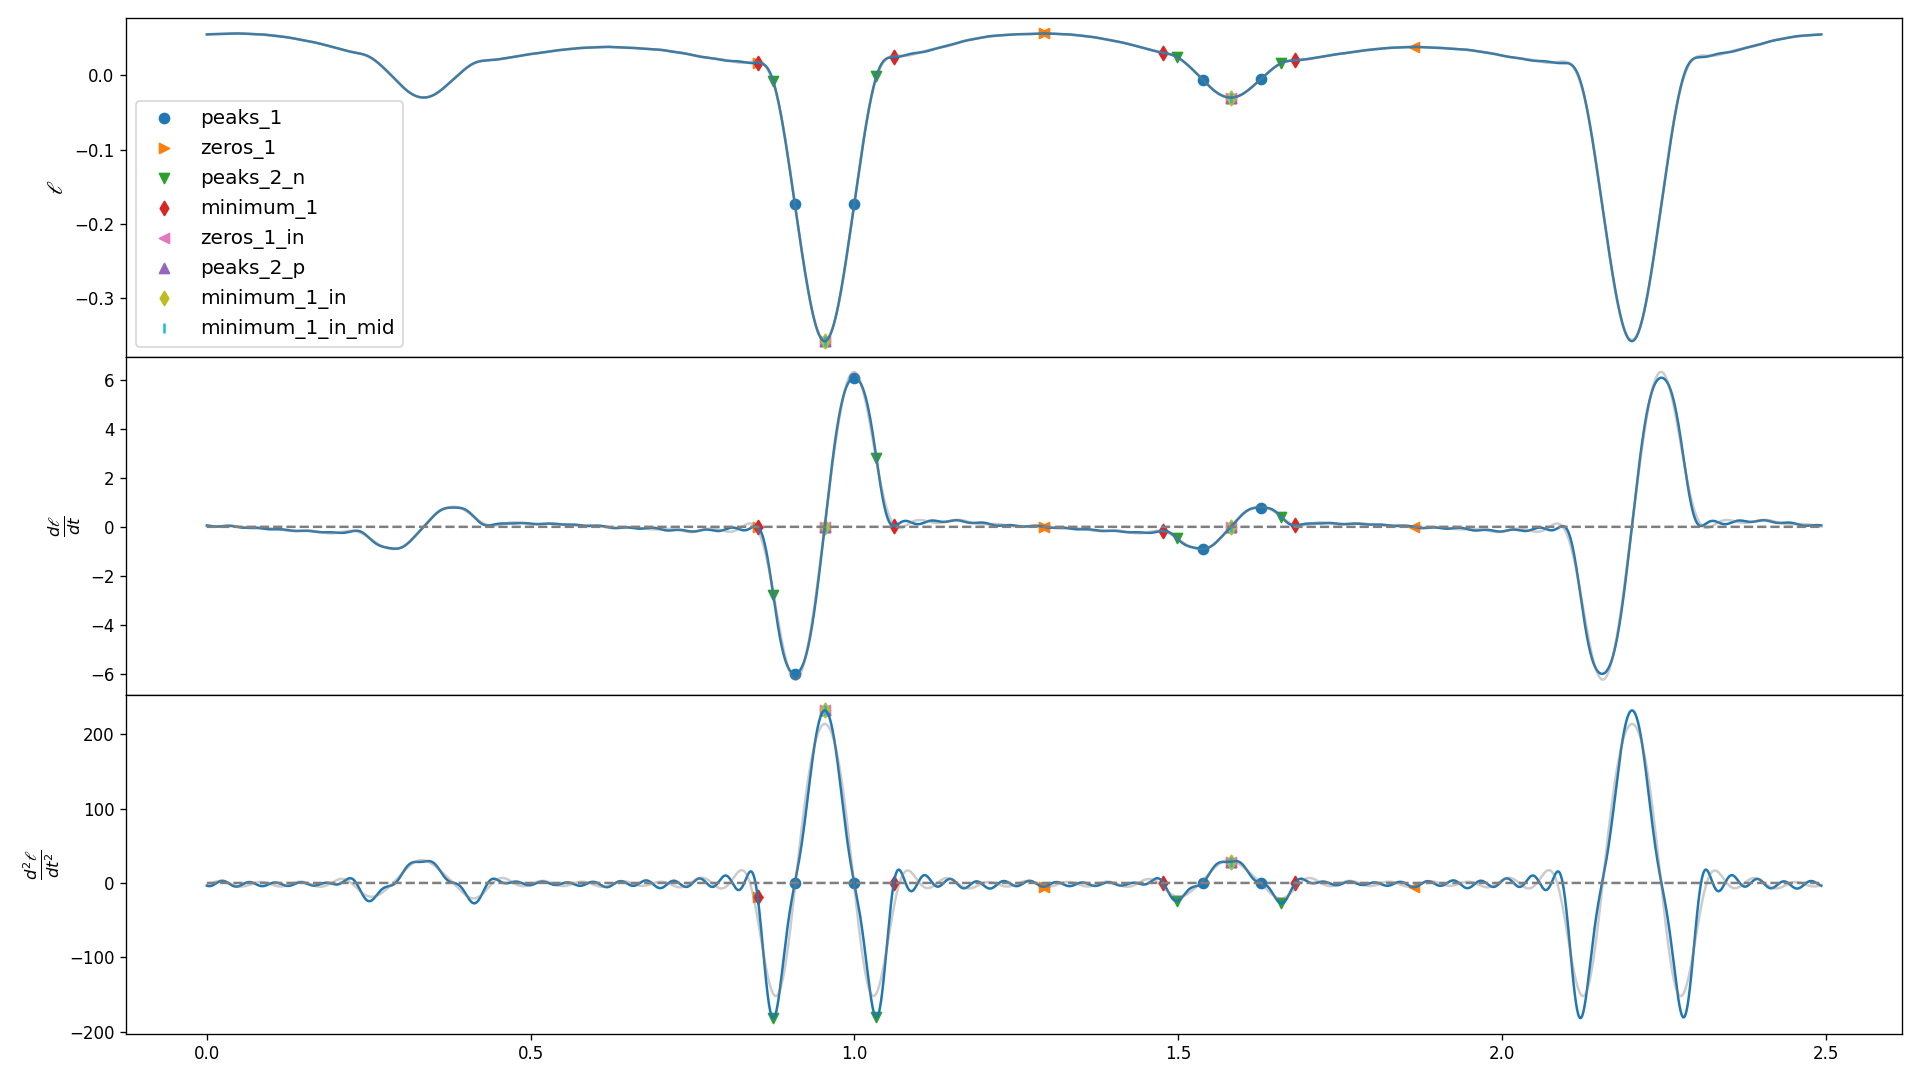 0.0
−0.1
−0.2
−0.3
ℓ
peaks_1
zeros_1
peaks_2_n
minimum_1
zeros_1_in
peaks_2_p
minimum_1_in
minimum_1_in_mid
6
4
2
0
−2
−4
−6
dℓ/dt
200
100
0
−100
−200
d²ℓ/dt²
0.0 0.5 1.0 1.5 2.0 2.5